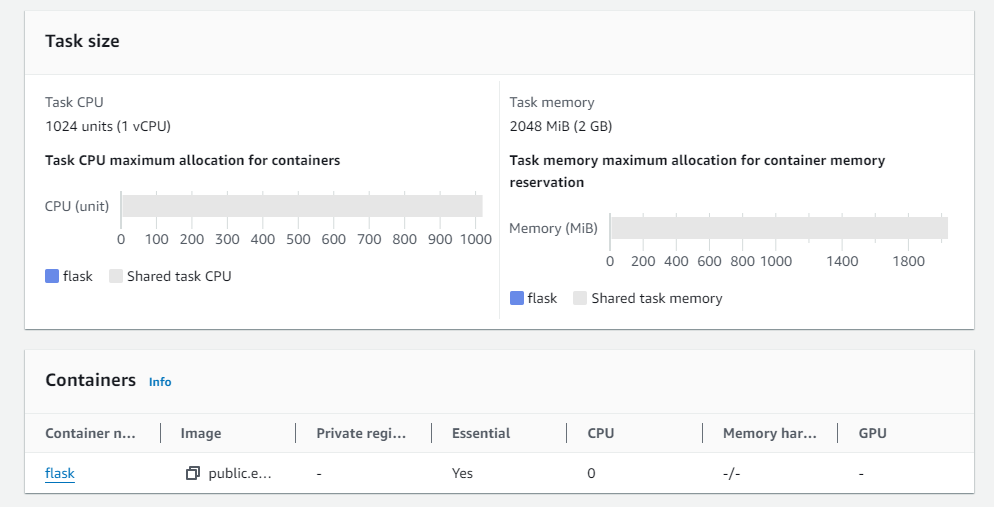 Task size
Task CPU
1024 units (1 vCPU)
Task CPU maximum allocation for containers
CPU (unit)
0 100 200 300 400 500 600 700 800 900 1000
flask Shared task CPU
Task memory
2048 MiB (2 GB)
Task memory maximum allocation for container memory
reservation
Memory (MiB)
0 200 400 600 800 1000 1400 1800
flask Shared task memory
Containers Info
Container n... Image Private regi... Essential CPU Memory har... GPU
flask public.e... - Yes 0 -/- -